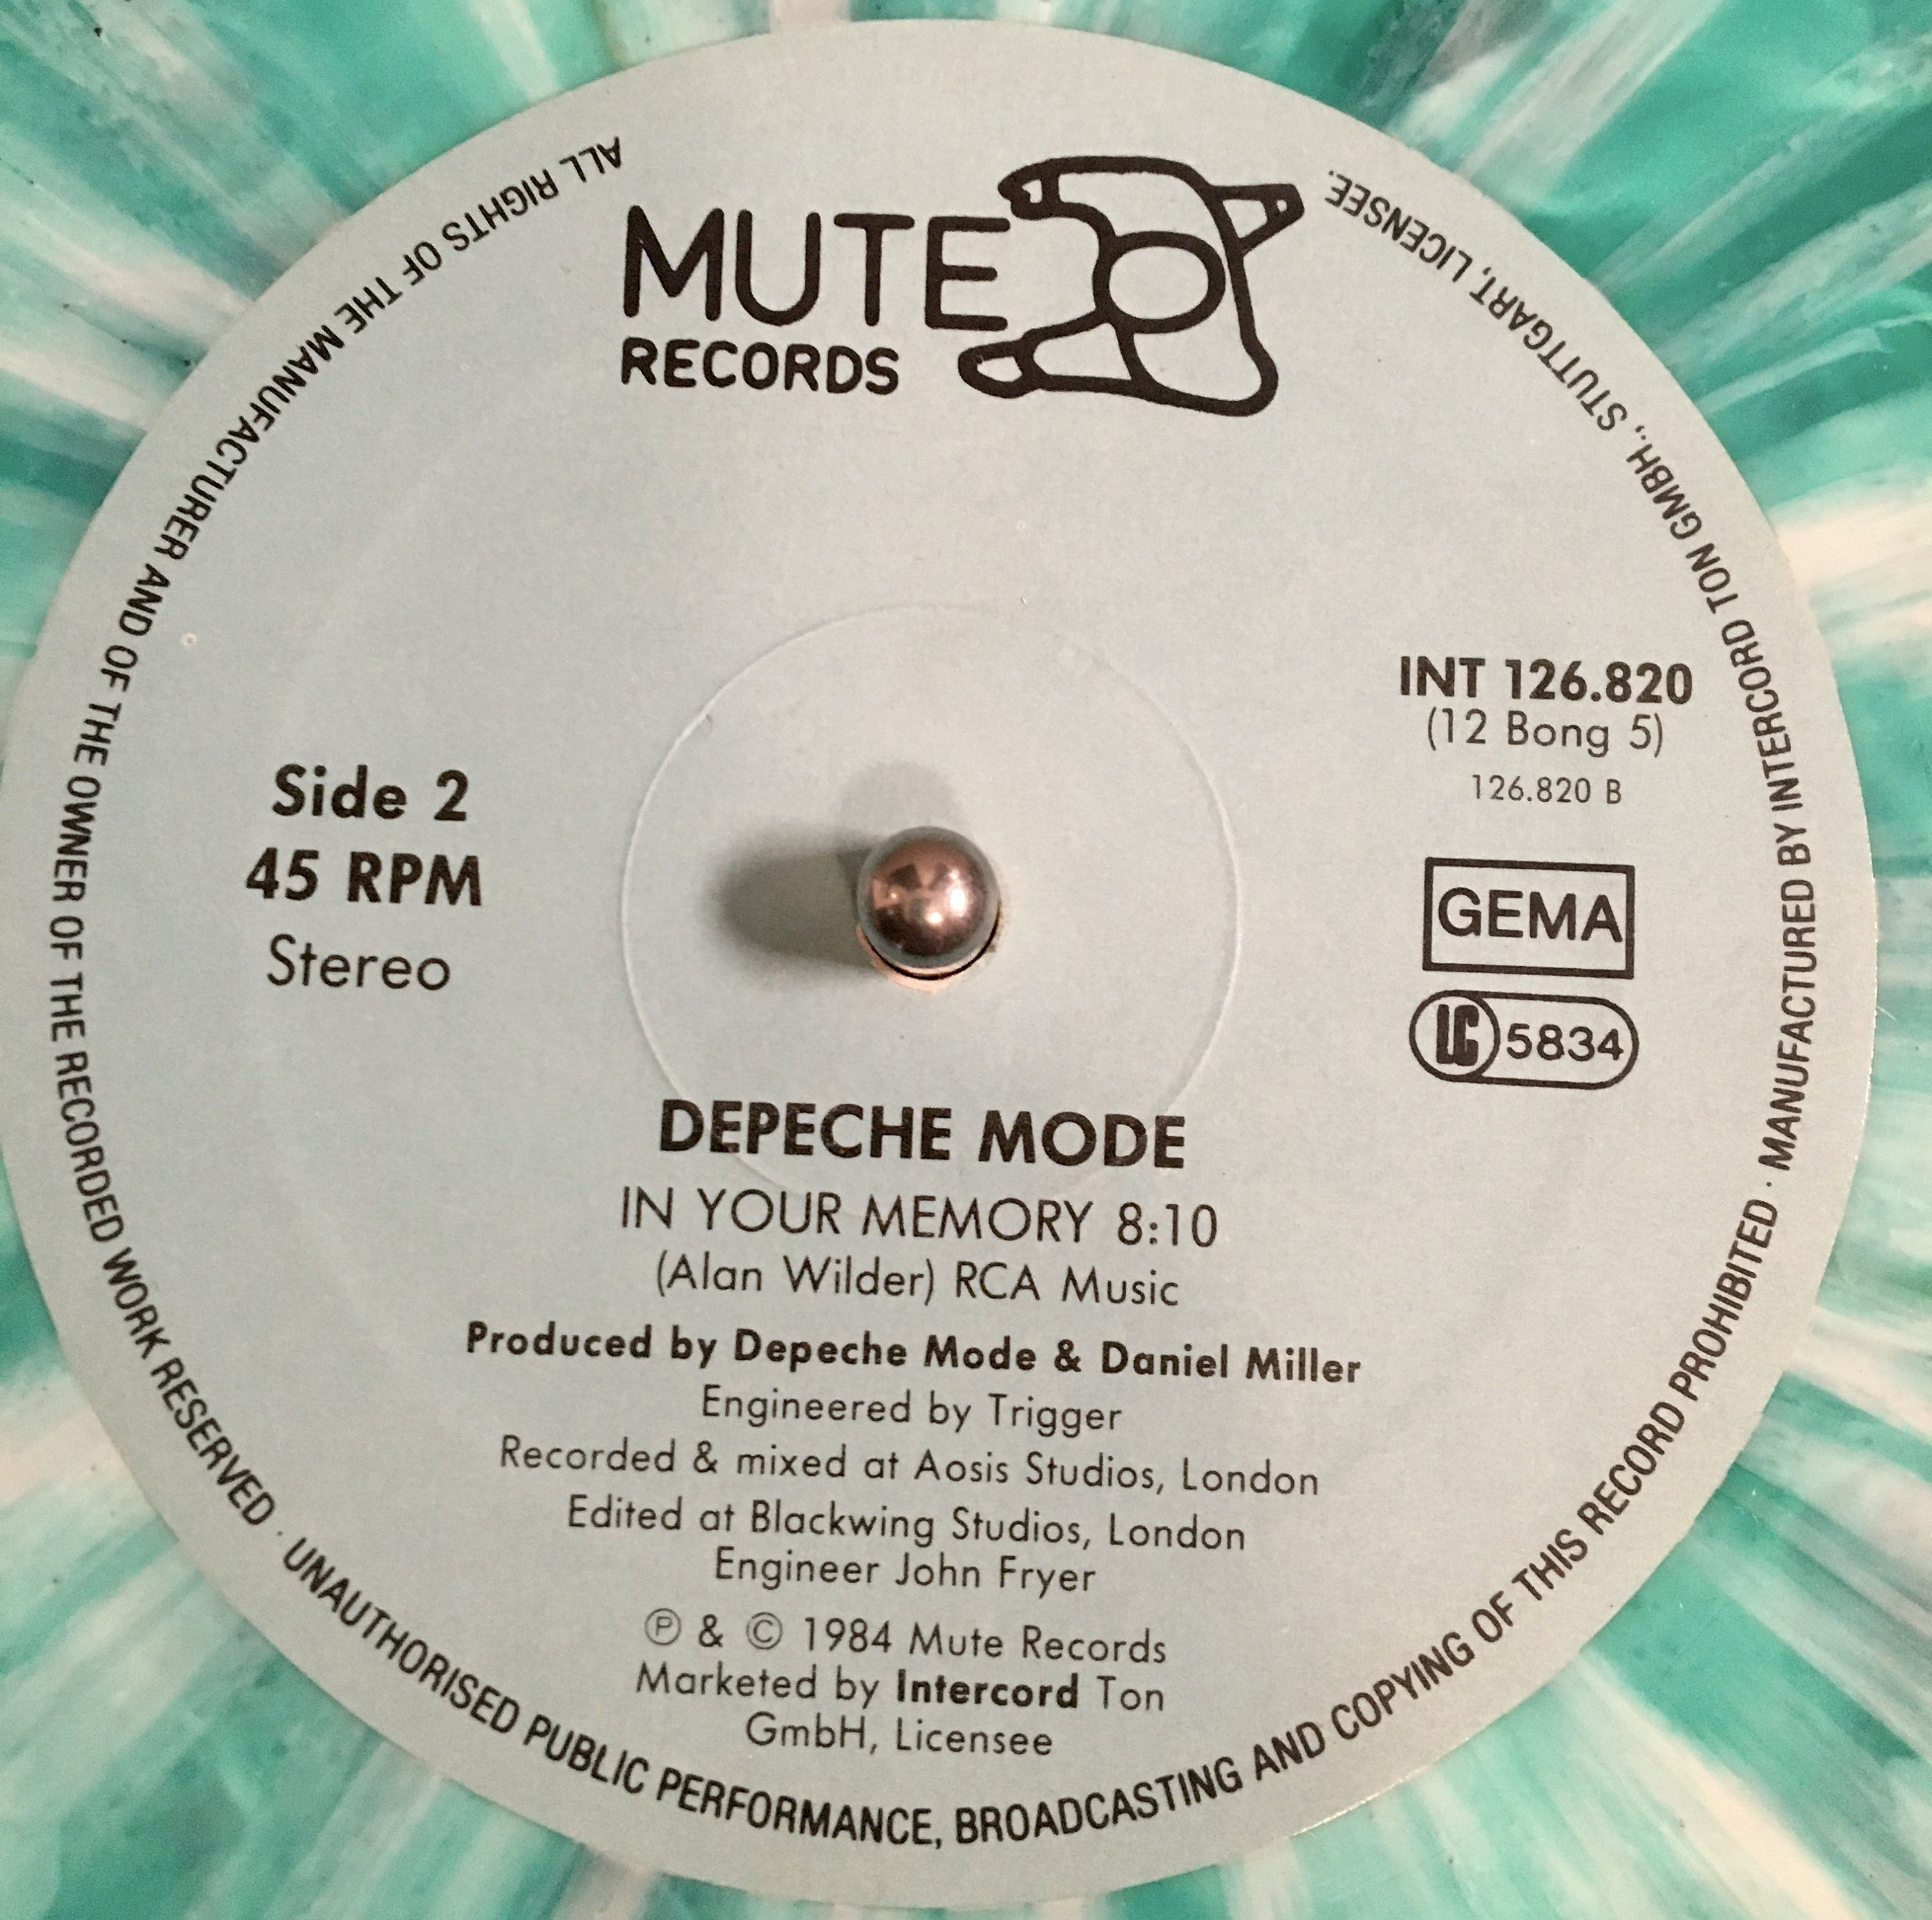 MUTE
RECORDS
INT 126.820
(12 Bong 5)
126.820 B
Side 2
45 RPM
Stereo
GEMA
LC 5834
DEPECHE MODE
IN YOUR MEMORY 8:10
(Alan Wilder) RCA Music
Produced by Depeche Mode & Daniel Miller
Engineered by Trigger
Recorded & mixed at Aosis Studios, London
Edited at Blackwing Studios, London
Engineer John Fryer
Ⓟ & © 1984 Mute Records
Marketed by Intercord Ton
GmbH, Licensee
ALL RIGHTS OF THE MANUFACTURER AND OF THE OWNER OF THE RECORDED WORK RESERVED · UNAUTHORISED PUBLIC PERFORMANCE, BROADCASTING AND COPYING OF THIS RECORD PROHIBITED · MANUFACTURED BY INTERCORD TON GMBH., STUTTGART, LICENSEE.